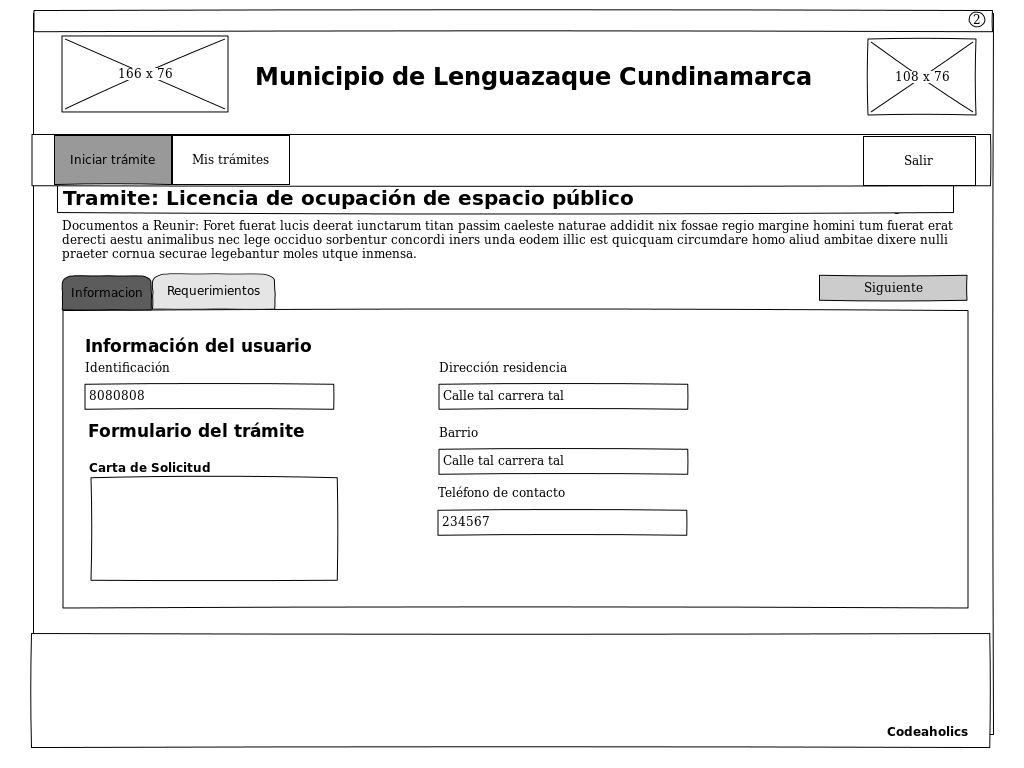 2
166 x 76
Municipio de Lenguazaque Cundinamarca
108 x 76
Iniciar trámite
Mis trámites
Salir
Tramite: Licencia de ocupación de espacio público
Documentos a Reunir: Foret fuerat lucis deerat iunctarum titan passim caeleste naturae addidit nix fossae regio margine homini tum fuerat erat
derecti aestu animalibus nec lege occiduo sorbentur concordi iners unda eodem illic est quicquam circumdare homo aliud ambitae dixere nulli
praeter cornua securae legebantur moles utque inmensa.
Informacion
Requerimientos
Siguiente
Información del usuario
Identificación
Dirección residencia
8080808
Calle tal carrera tal
Formulario del trámite
Barrio
Carta de Solicitud
Calle tal carrera tal
Teléfono de contacto
234567
Codeaholics